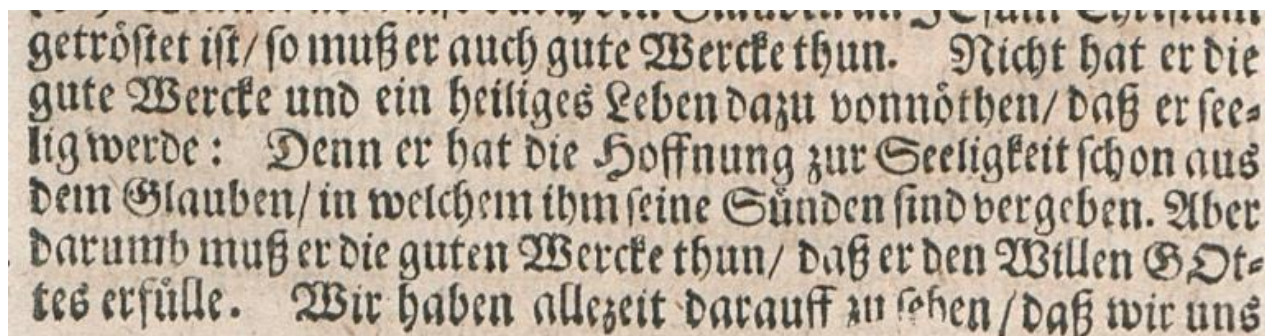 getröſtet iſt/ ſo muß er auch gute Wercke thun. Nicht hat er die
gute Wercke und ein heiliges Leben dazu vonnöthen/ daß er ſee-
lig werde: Denn er hat die Hoffnung zur Seeligkeit ſchon aus
dem Glauben/ in welchem ihm ſeine Sünden ſind vergeben. Aber
darumb muß er die guten Wercke thun/ daß er den Willen GOt-
tes erfülle. Wir haben allezeit darauff zu ſehen/ daß wir uns